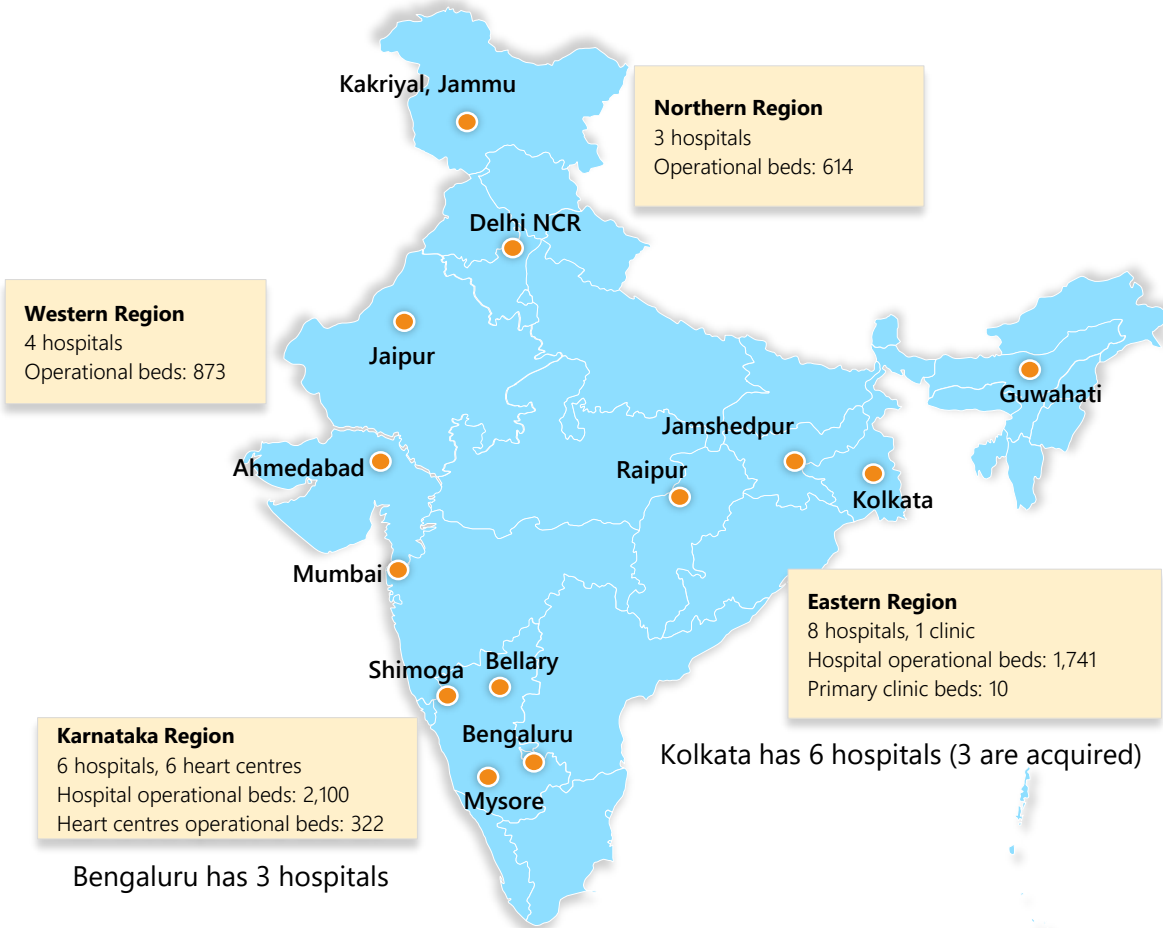 Kakriyal, Jammu
Northern Region
3 hospitals
Operational beds: 614
Delhi NCR
Western Region
4 hospitals
Operational beds: 873
Jaipur
Guwahati
Jamshedpur
Ahmedabad
Raipur
Kolkata
Mumbai
Eastern Region
8 hospitals, 1 clinic
Hospital operational beds: 1,741
Primary clinic beds: 10
Shimoga
Bellary
Karnataka Region
6 hospitals, 6 heart centres
Hospital operational beds: 2,100
Heart centres operational beds: 322
Bengaluru
Kolkata has 6 hospitals (3 are acquired)
Mysore
Bengaluru has 3 hospitals